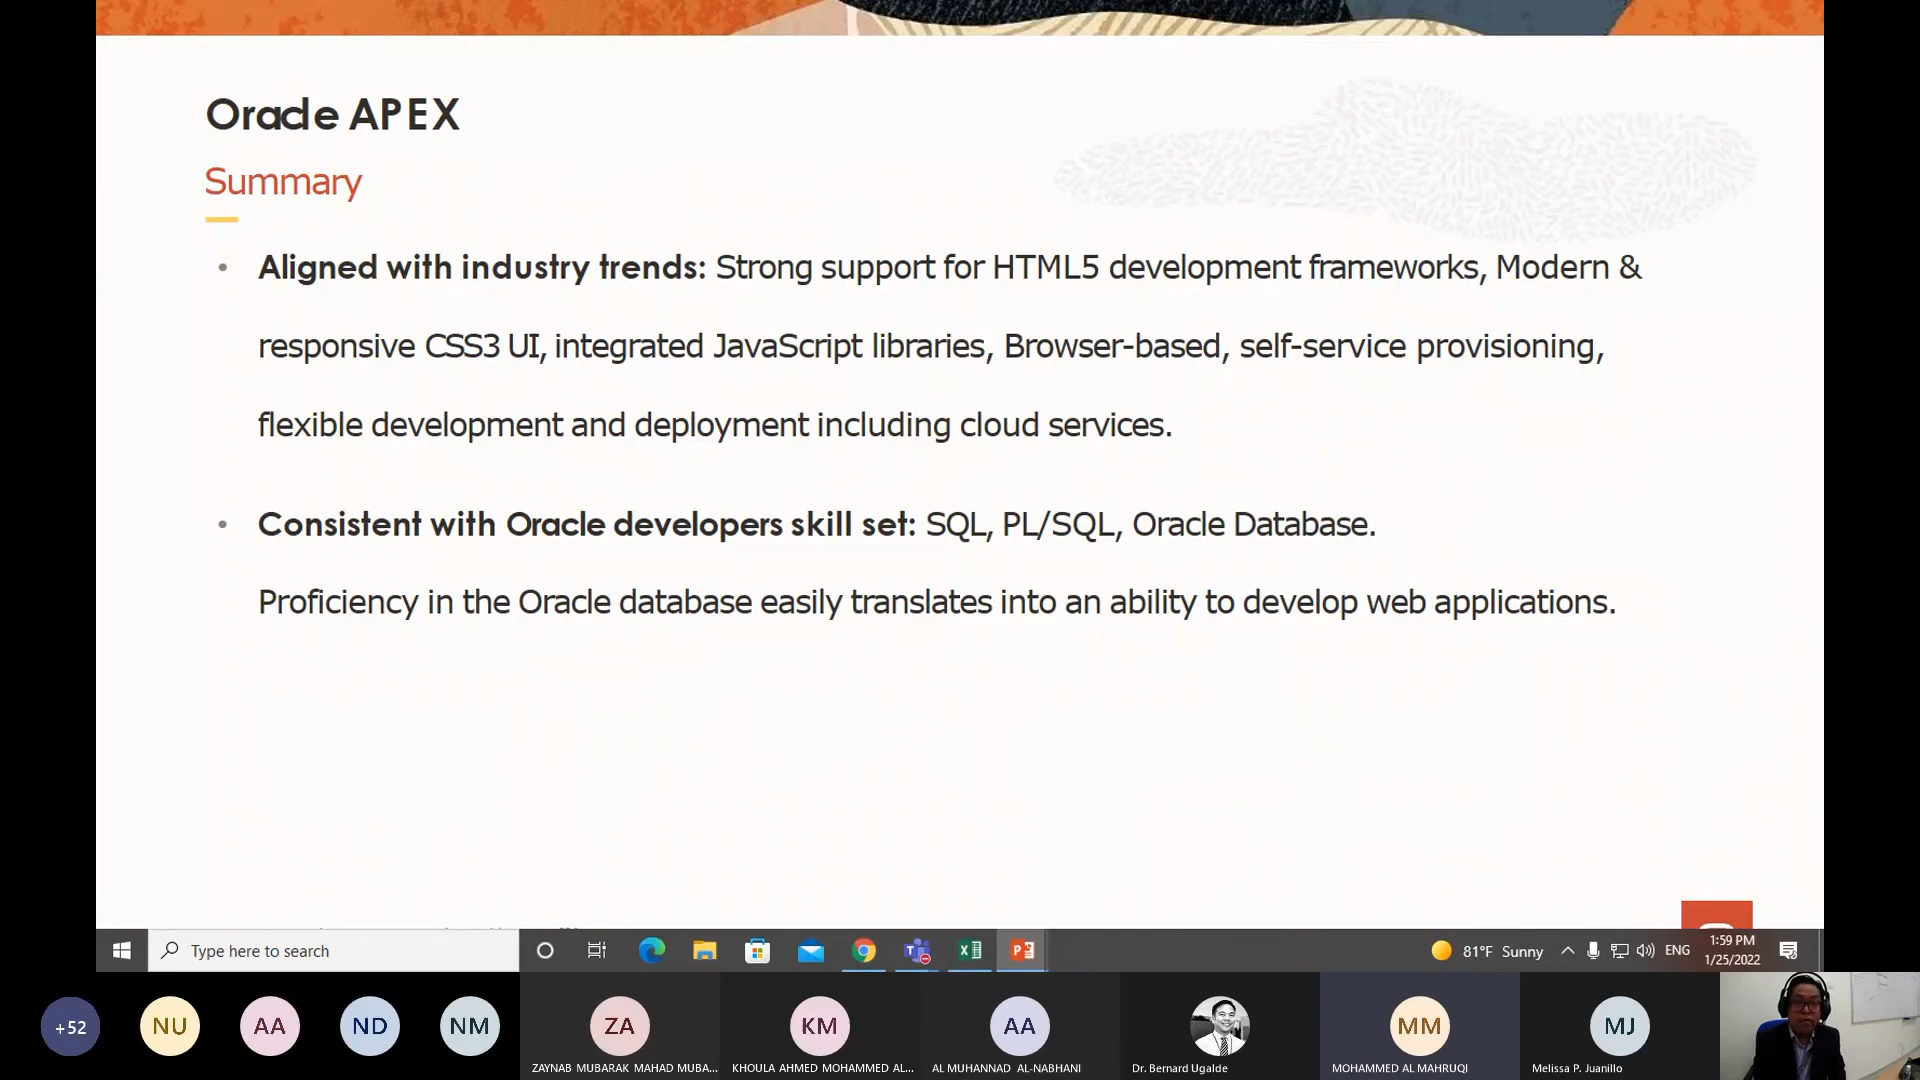 Oracle APEX
Summary
• Aligned with industry trends: Strong support for HTML5 development frameworks, Modern &
responsive CSS3 UI, integrated JavaScript libraries, Browser-based, self-service provisioning,
flexible development and deployment including cloud services.
• Consistent with Oracle developers skill set: SQL, PL/SQL, Oracle Database.
Proficiency in the Oracle database easily translates into an ability to develop web applications.
Type here to search
81°F Sunny
ENG
1:59 PM
1/25/2022
+52
NU
AA
ND
NM
ZA
KM
AA
MM
MJ
ZAYNAB MUBARAK MAHAD MUBA...
KHOULA AHMED MOHAMMED AL...
AL MUHANNAD AL-NABHANI
Dr. Bernard Ugalde
MOHAMMED AL MAHRUQI
Melissa P. Juanillo